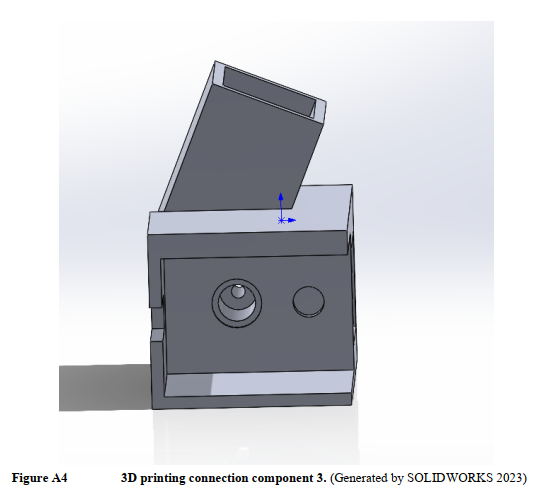 Figure A4 3D printing connection component 3. (Generated by SOLIDWORKS 2023)